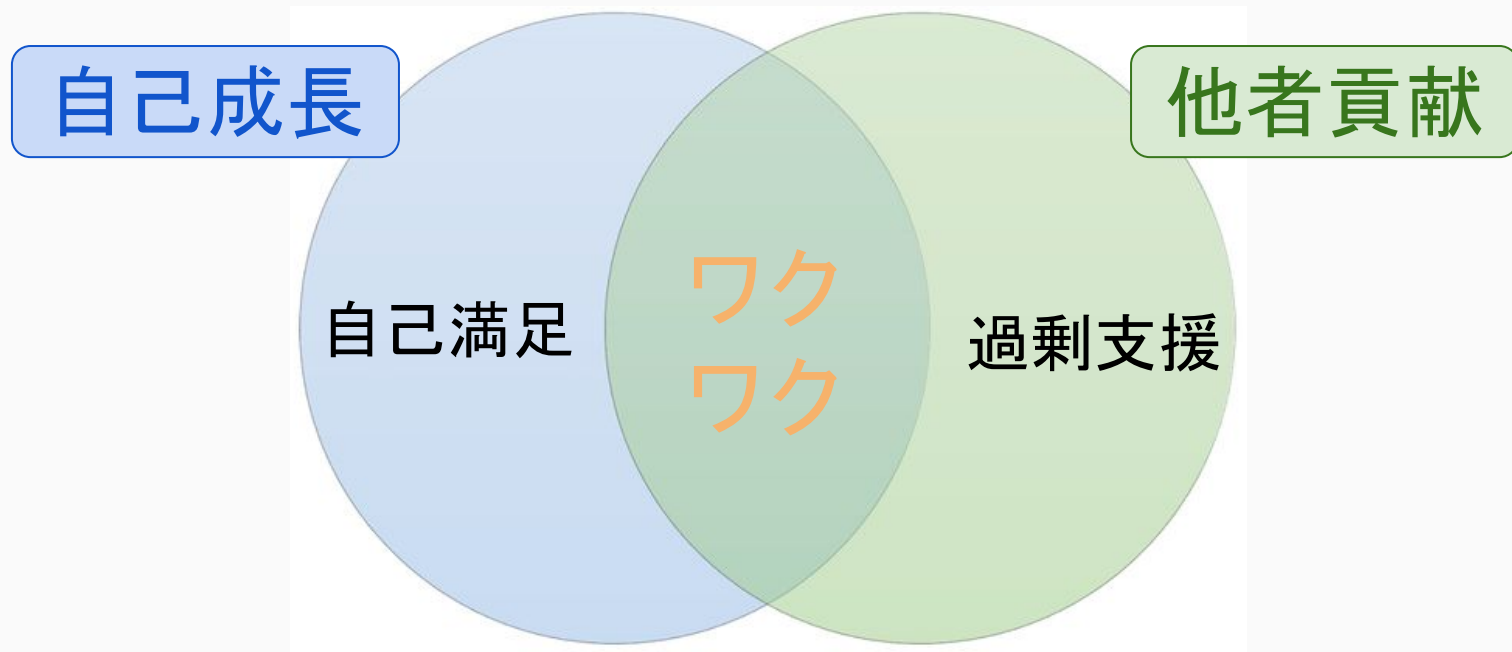 自己成長
他者貢献
自己満足
ワク
ワク
過剰支援